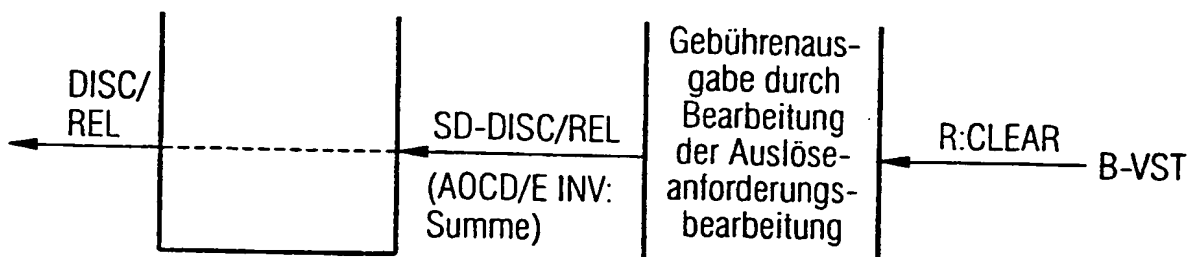 DISC/
REL
SD-DISC/REL
(AOCD/E INV:
Summe)
Gebührenaus-
gabe durch
Bearbeitung
der Auslöse-
anforderungs-
bearbeitung
R:CLEAR
B-VST